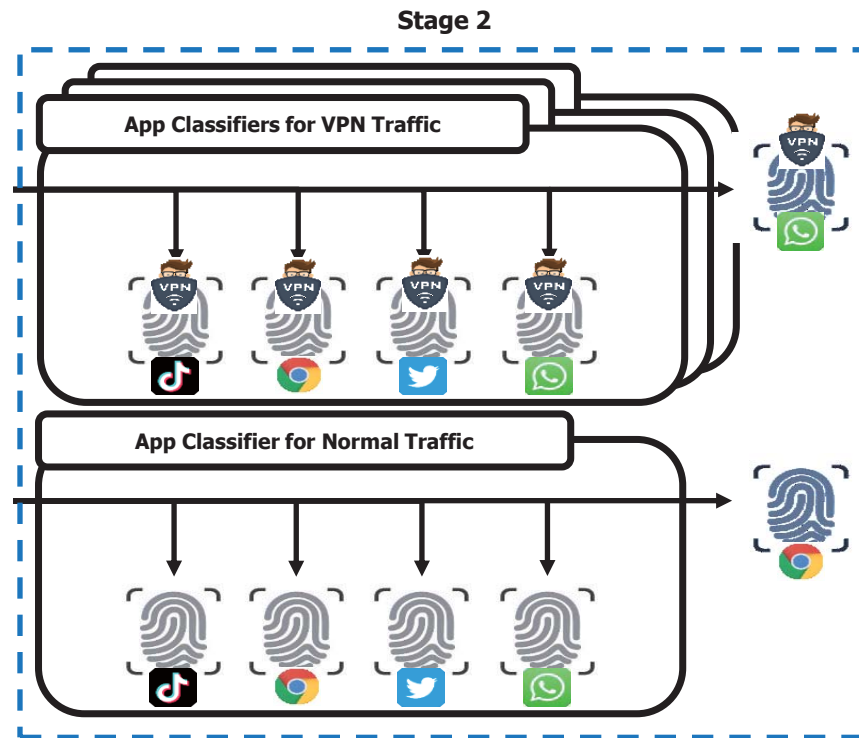 Stage 2
App Classifiers for VPN Traffic
VPN
VPN
VPN
VPN
VPN
App Classifier for Normal Traffic